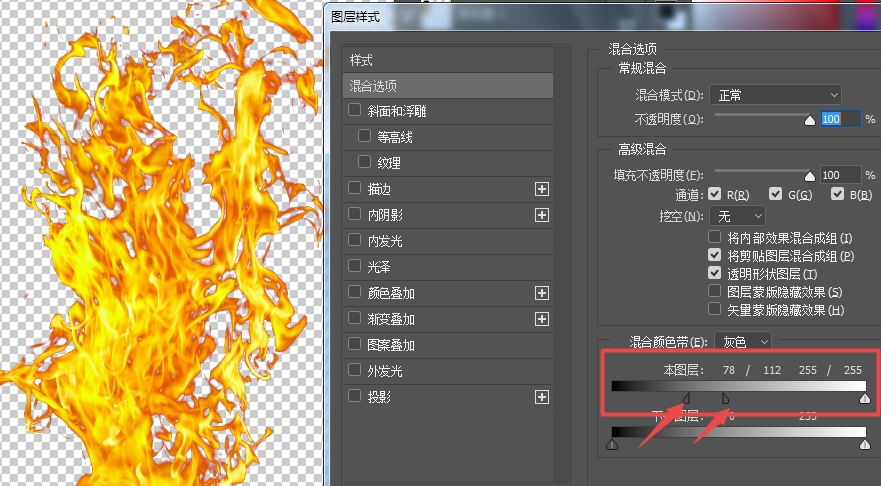 图层样式
样式
混合选项
斜面和浮雕
等高线
纹理
描边
内阴影
内发光
光泽
颜色叠加
渐变叠加
图案叠加
外发光
投影
混合选项
常规混合
混合模式(D): 正常
不透明度(O): 100 %
高级混合
填充不透明度(F): 100 %
通道: R(R) G(G) B(B)
挖空(N): 无
将内部效果混合成组(I)
将剪贴图层混合成组(P)
透明形状图层(T)
图层蒙版隐藏效果(S)
矢量蒙版隐藏效果(H)
混合颜色带(E): 灰色
本图层: 78 / 112 255 / 255
图层: 255